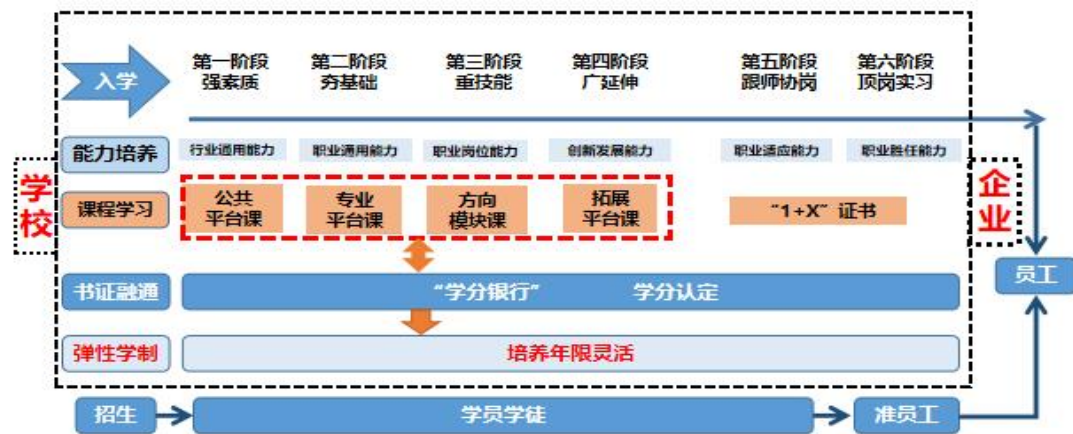 入学
第一阶段
强素质
第二阶段
夯基础
第三阶段
重技能
第四阶段
广延伸
第五阶段
跟师协岗
第六阶段
顶岗实习
能力培养
行业通用能力
职业通用能力
职业岗位能力
创新发展能力
职业适应能力
职业胜任能力
学校
企业
课程学习
公共
平台课
专业
平台课
方向
模块课
拓展
平台课
“1+X”证书
员工
书证融通
“学分银行” 学分认定
弹性学制
培养年限灵活
招生
学员学徒
准员工